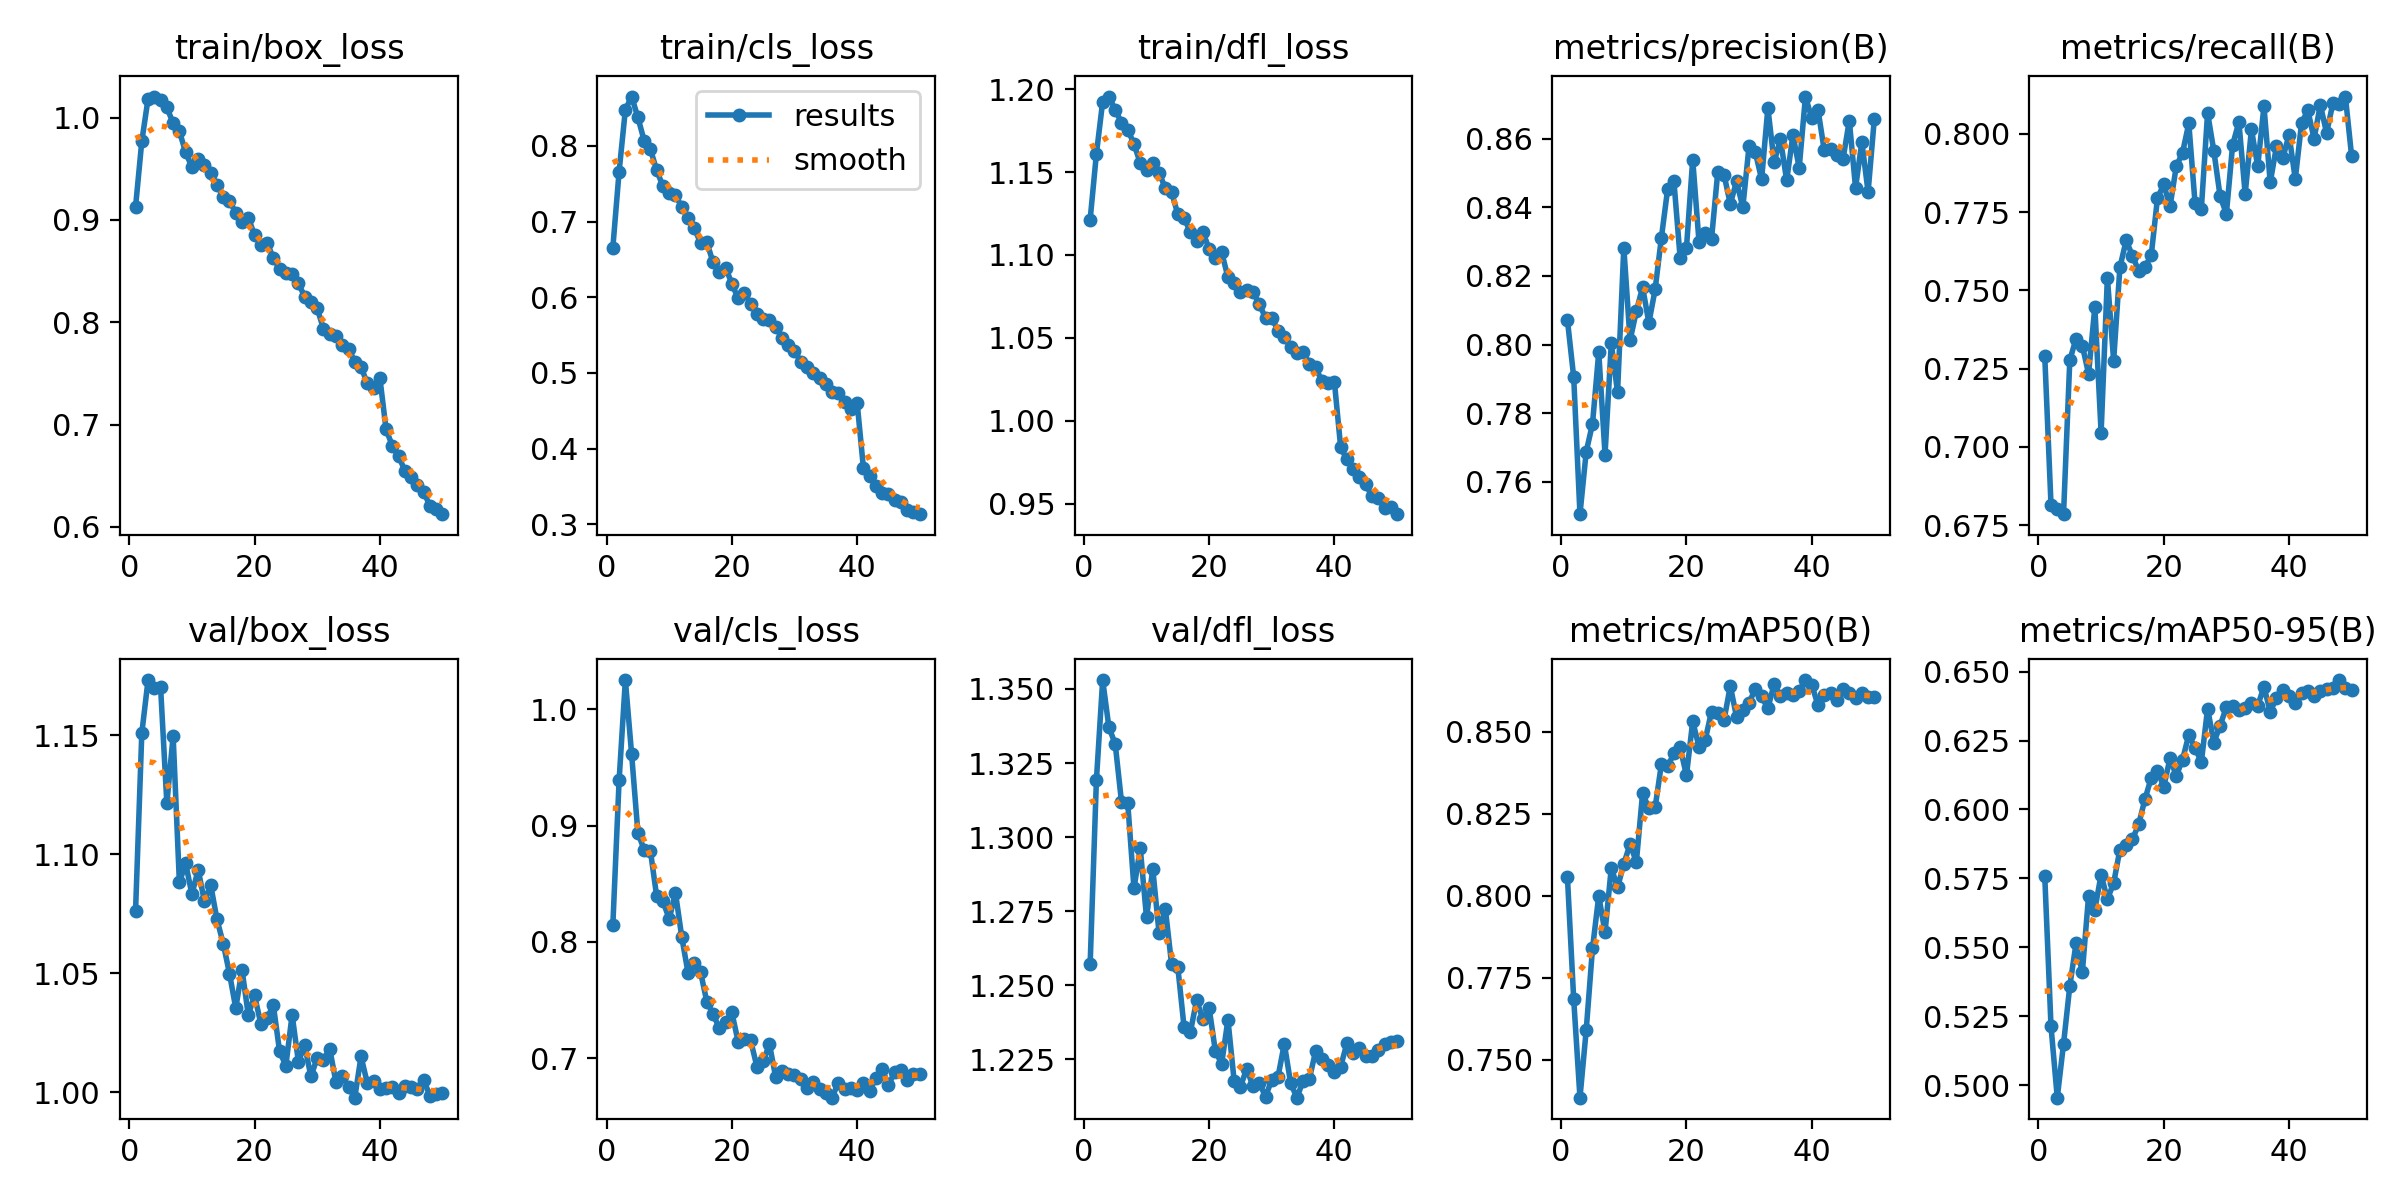 train/box_loss
1.0
0.9
0.8
0.7
0.6
0 20 40
train/cls_loss
results
smooth
0.8
0.7
0.6
0.5
0.4
0.3
0 20 40
train/dfl_loss
1.20
1.15
1.10
1.05
1.00
0.95
0 20 40
metrics/precision(B)
0.86
0.84
0.82
0.80
0.78
0.76
0 20 40
metrics/recall(B)
0.800
0.775
0.750
0.725
0.700
0.675
0 20 40
val/box_loss
1.15
1.10
1.05
1.00
0 20 40
val/cls_loss
1.0
0.9
0.8
0.7
0 20 40
val/dfl_loss
1.350
1.325
1.300
1.275
1.250
1.225
0 20 40
metrics/mAP50(B)
0.850
0.825
0.800
0.775
0.750
0 20 40
metrics/mAP50-95(B)
0.650
0.625
0.600
0.575
0.550
0.525
0.500
0 20 40